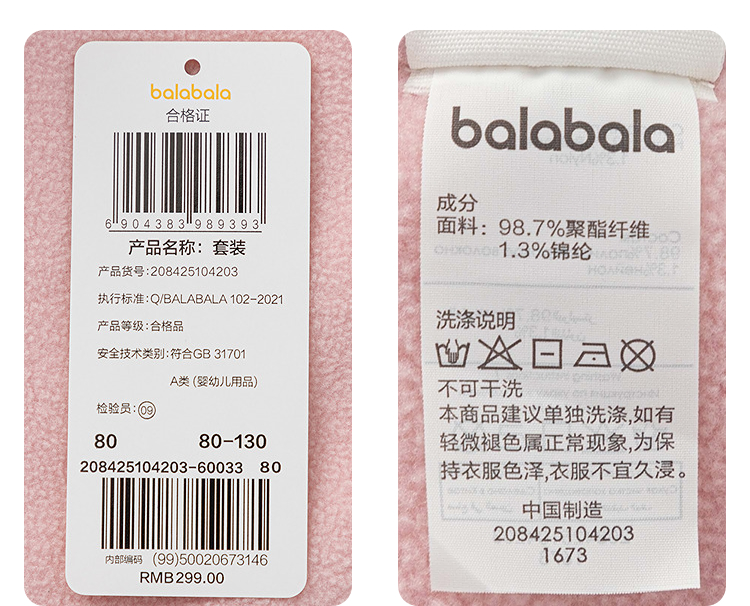 balabala
合格证
6 904383 989393
产品名称：套装
产品货号:208425104203
执行标准:Q/BALABALA 102-2021
产品等级:合格品
安全技术类别:符合GB 31701
A类 (婴幼儿用品)
检验员:09
80 80-130
208425104203-60033 80
内部编码 (99)50020673146
RMB299.00
balabala
成分
面料: 98.7%聚酯纤维
1.3%锦纶
洗涤说明
不可干洗
本商品建议单独洗涤,如有
轻微褪色属正常现象,为保
持衣服色泽,衣服不宜久浸。
中国制造
208425104203
1673